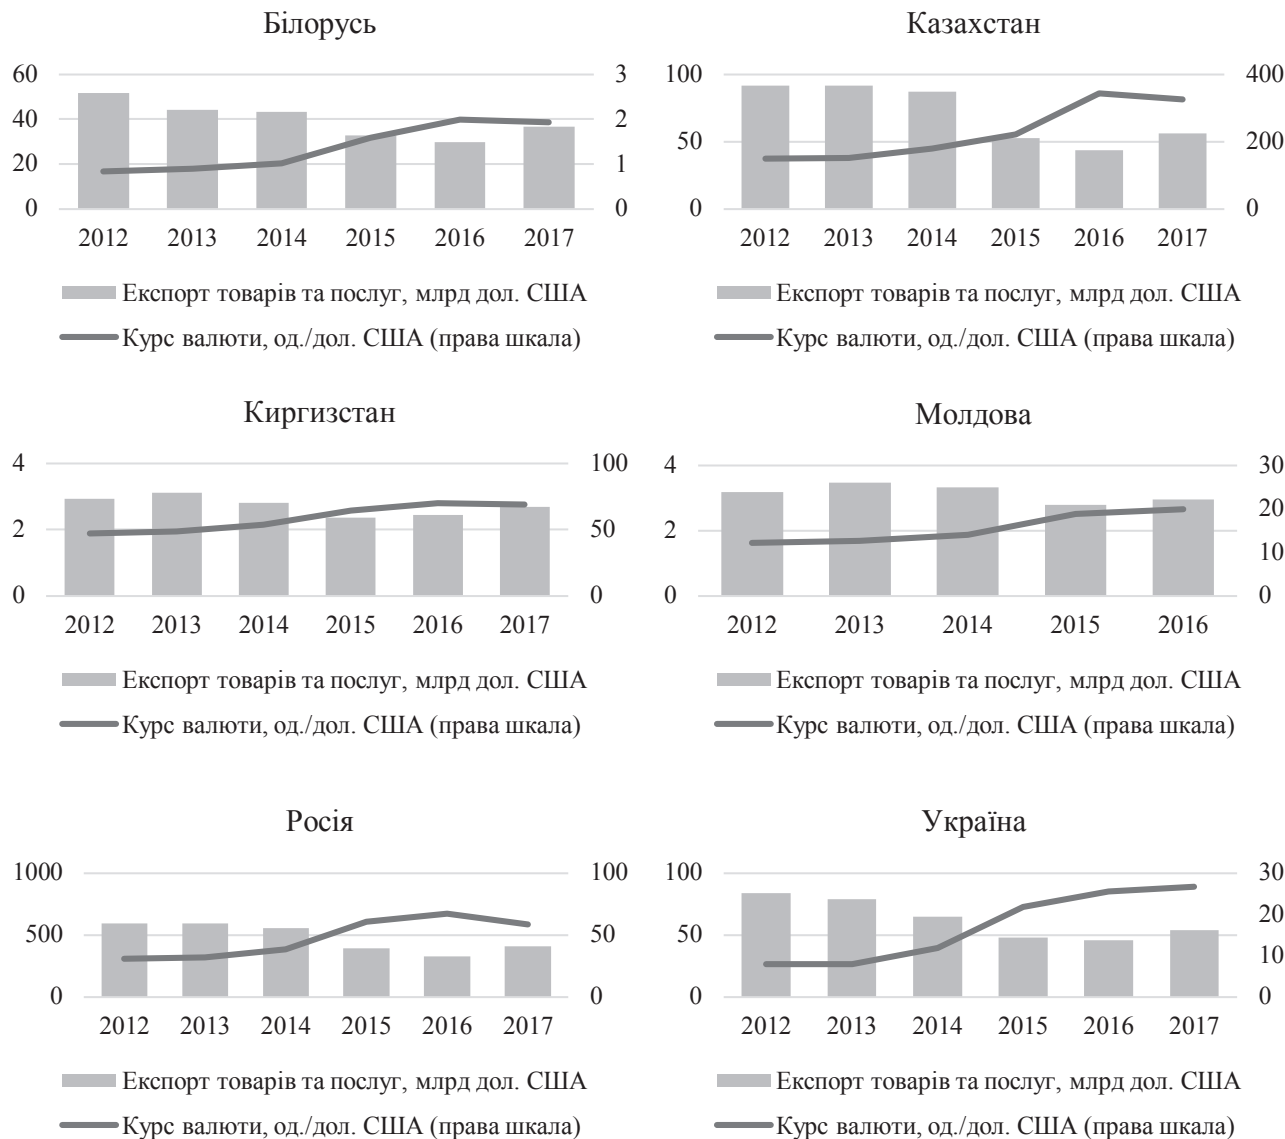 Білорусь
60 3
40 2
20 1
0 0
2012 2013 2014 2015 2016 2017
Експорт товарів та послуг, млрд дол. США
Курс валюти, од./дол. США (права шкала)
Казахстан
100 400
50 200
0 0
2012 2013 2014 2015 2016 2017
Експорт товарів та послуг, млрд дол. США
Курс валюти, од./дол. США (права шкала)
Киргизстан
4 100
2 50
0 0
2012 2013 2014 2015 2016 2017
Експорт товарів та послуг, млрд дол. США
Курс валюти, од./дол. США (права шкала)
Молдова
4 30
20
2 10
0 0
2012 2013 2014 2015 2016
Експорт товарів та послуг, млрд дол. США
Курс валюти, од./дол. США (права шкала)
Росія
1000 100
500 50
0 0
2012 2013 2014 2015 2016 2017
Експорт товарів та послуг, млрд дол. США
Курс валюти, од./дол. США (права шкала)
Україна
100 30
20
50 10
0 0
2012 2013 2014 2015 2016 2017
Експорт товарів та послуг, млрд дол. США
Курс валюти, од./дол. США (права шкала)